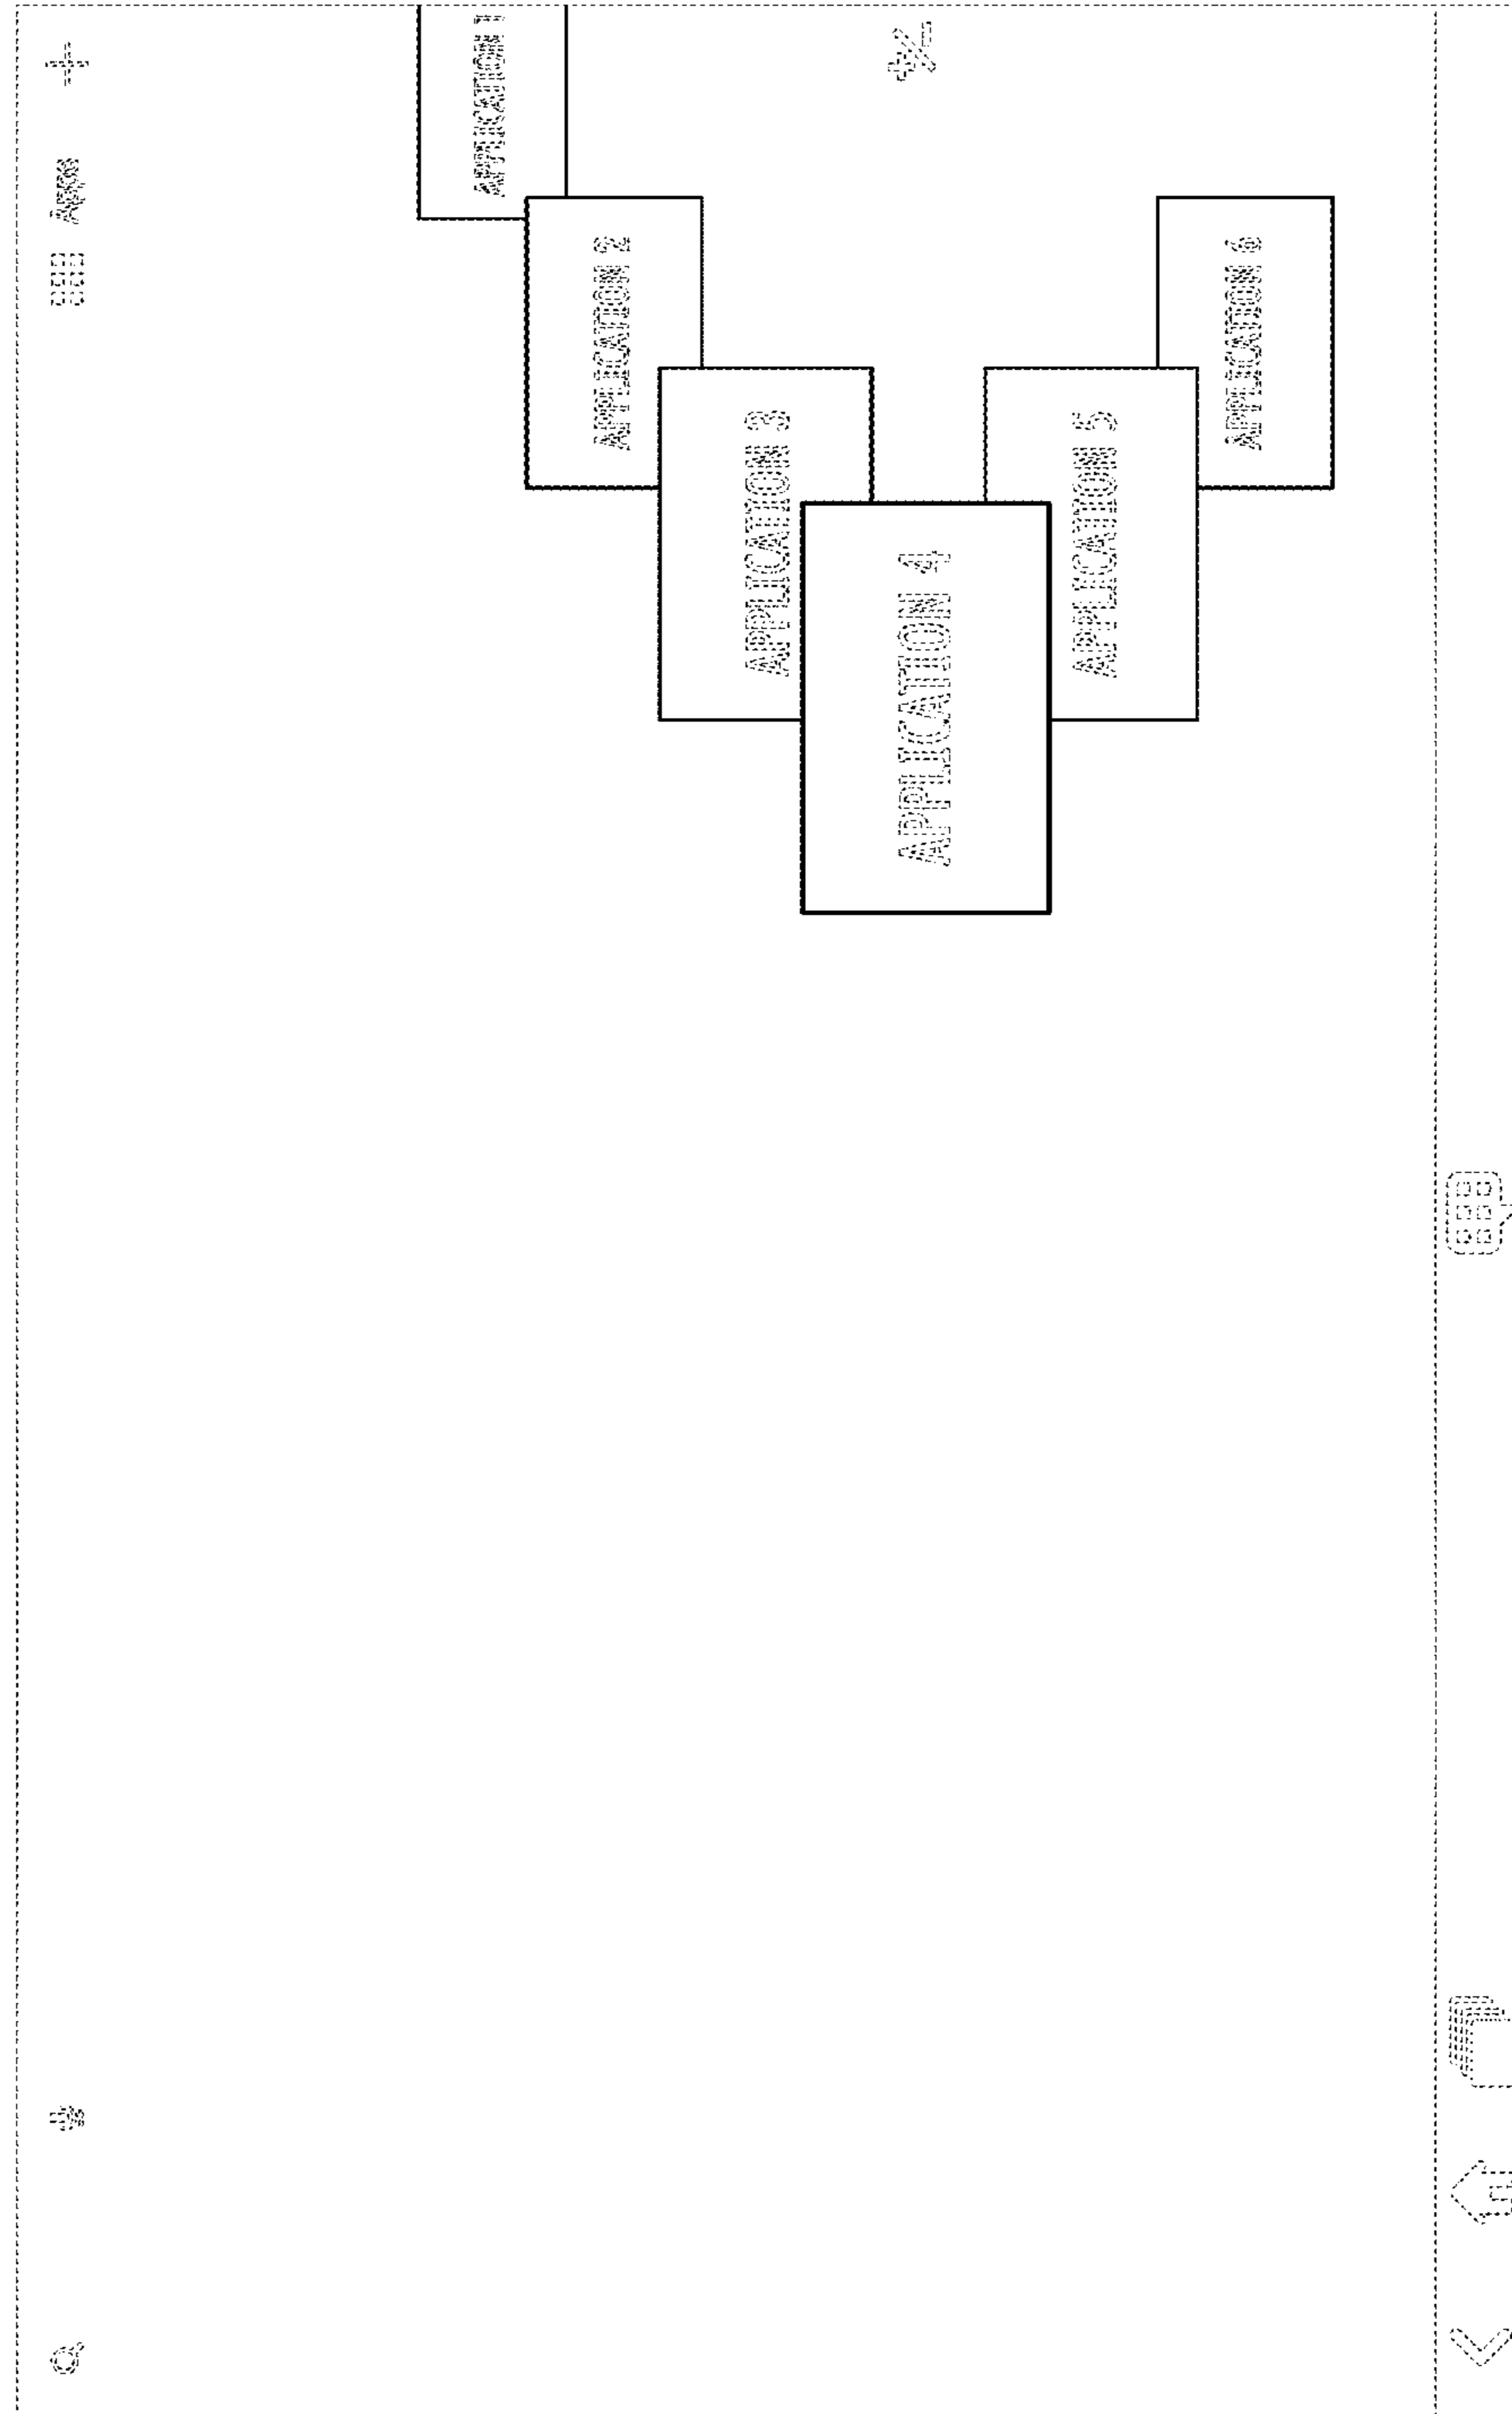 Apps
+
APPLICATION 1
APPLICATION 2
APPLICATION 3
APPLICATION 4
APPLICATION 5
APPLICATION 6
+/-